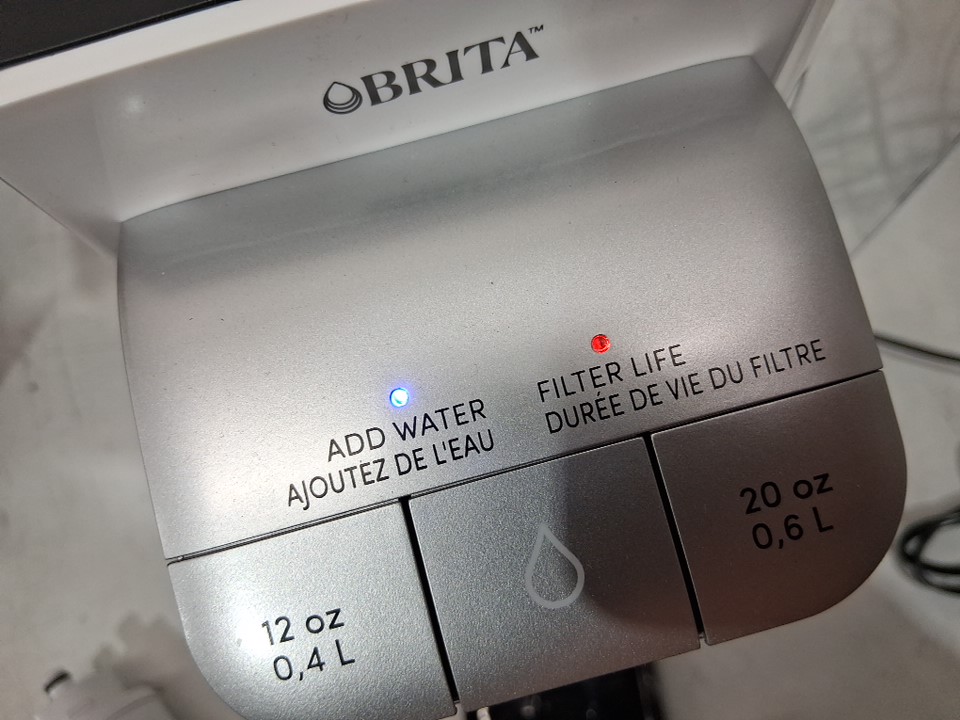 BRITA™
ADD WATER
AJOUTEZ DE L'EAU
FILTER LIFE
DURÉE DE VIE DU FILTRE
12 oz
0,4 L
20 oz
0,6 L